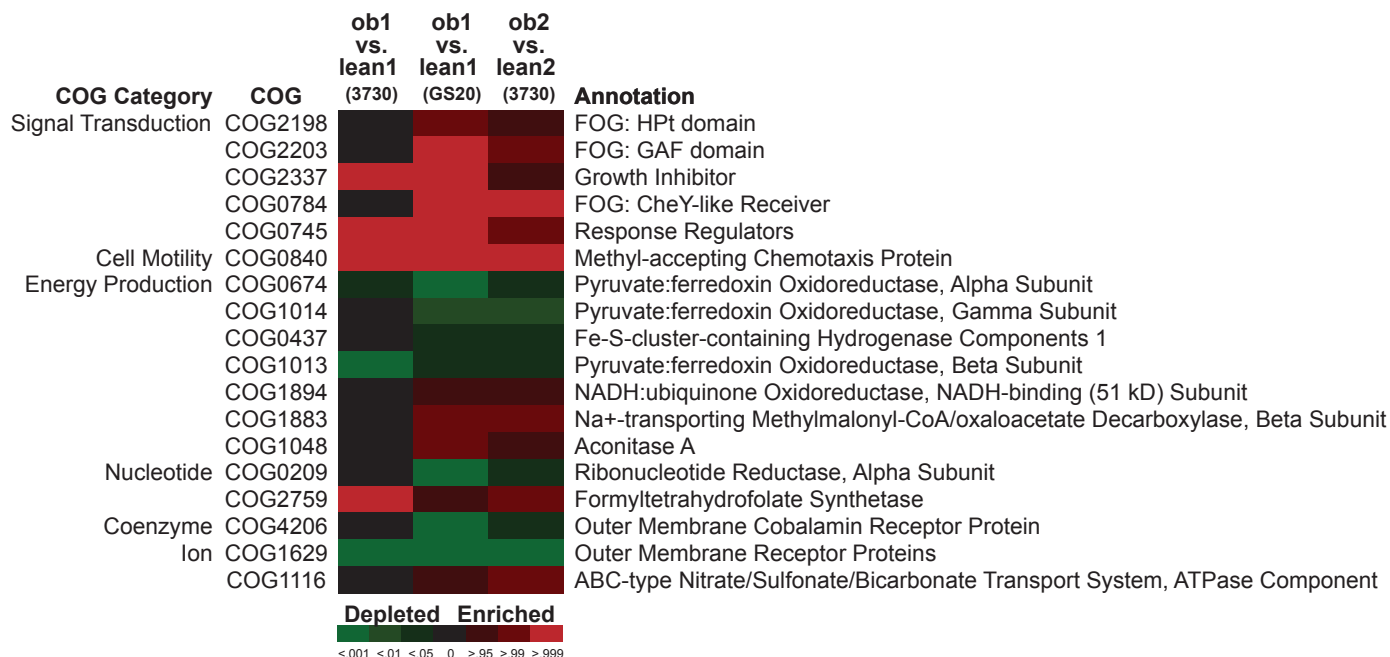 ob1 ob1 ob2
vs. vs. vs.
lean1 lean1 lean2
COG Category COG (3730) (GS20) (3730) Annotation
Signal Transduction COG2198 FOG: HPt domain
COG2203 FOG: GAF domain
COG2337 Growth Inhibitor
COG0784 FOG: CheY-like Receiver
COG0745 Response Regulators
Cell Motility COG0840 Methyl-accepting Chemotaxis Protein
Energy Production COG0674 Pyruvate:ferredoxin Oxidoreductase, Alpha Subunit
COG1014 Pyruvate:ferredoxin Oxidoreductase, Gamma Subunit
COG0437 Fe-S-cluster-containing Hydrogenase Components 1
COG1013 Pyruvate:ferredoxin Oxidoreductase, Beta Subunit
COG1894 NADH:ubiquinone Oxidoreductase, NADH-binding (51 kD) Subunit
COG1883 Na+-transporting Methylmalonyl-CoA/oxaloacetate Decarboxylase, Beta Subunit
COG1048 Aconitase A
Nucleotide COG0209 Ribonucleotide Reductase, Alpha Subunit
COG2759 Formyltetrahydrofolate Synthetase
Coenzyme COG4206 Outer Membrane Cobalamin Receptor Protein
Ion COG1629 Outer Membrane Receptor Proteins
COG1116 ABC-type Nitrate/Sulfonate/Bicarbonate Transport System, ATPase Component
Depleted Enriched
<.001 <.01 <.05 0 >.95 >.99 >.999